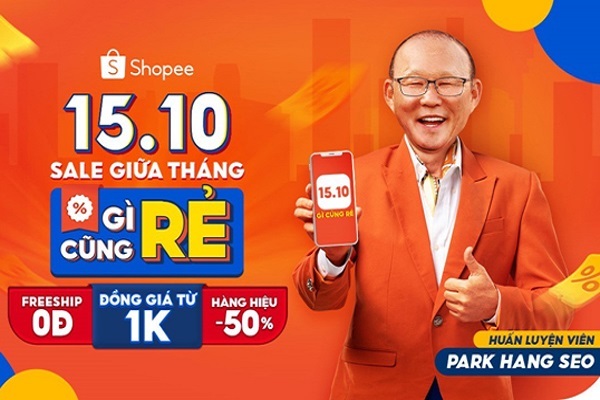 Shopee
15.10
SALE GIỮA THÁNG
GÌ CŨNG RẺ
FREESHIP 0Đ
ĐỒNG GIÁ TỪ 1K
HÀNG HIỆU -50%
15.10
GÌ CŨNG RẺ
HUẤN LUYỆN VIÊN
PARK HANG SEO